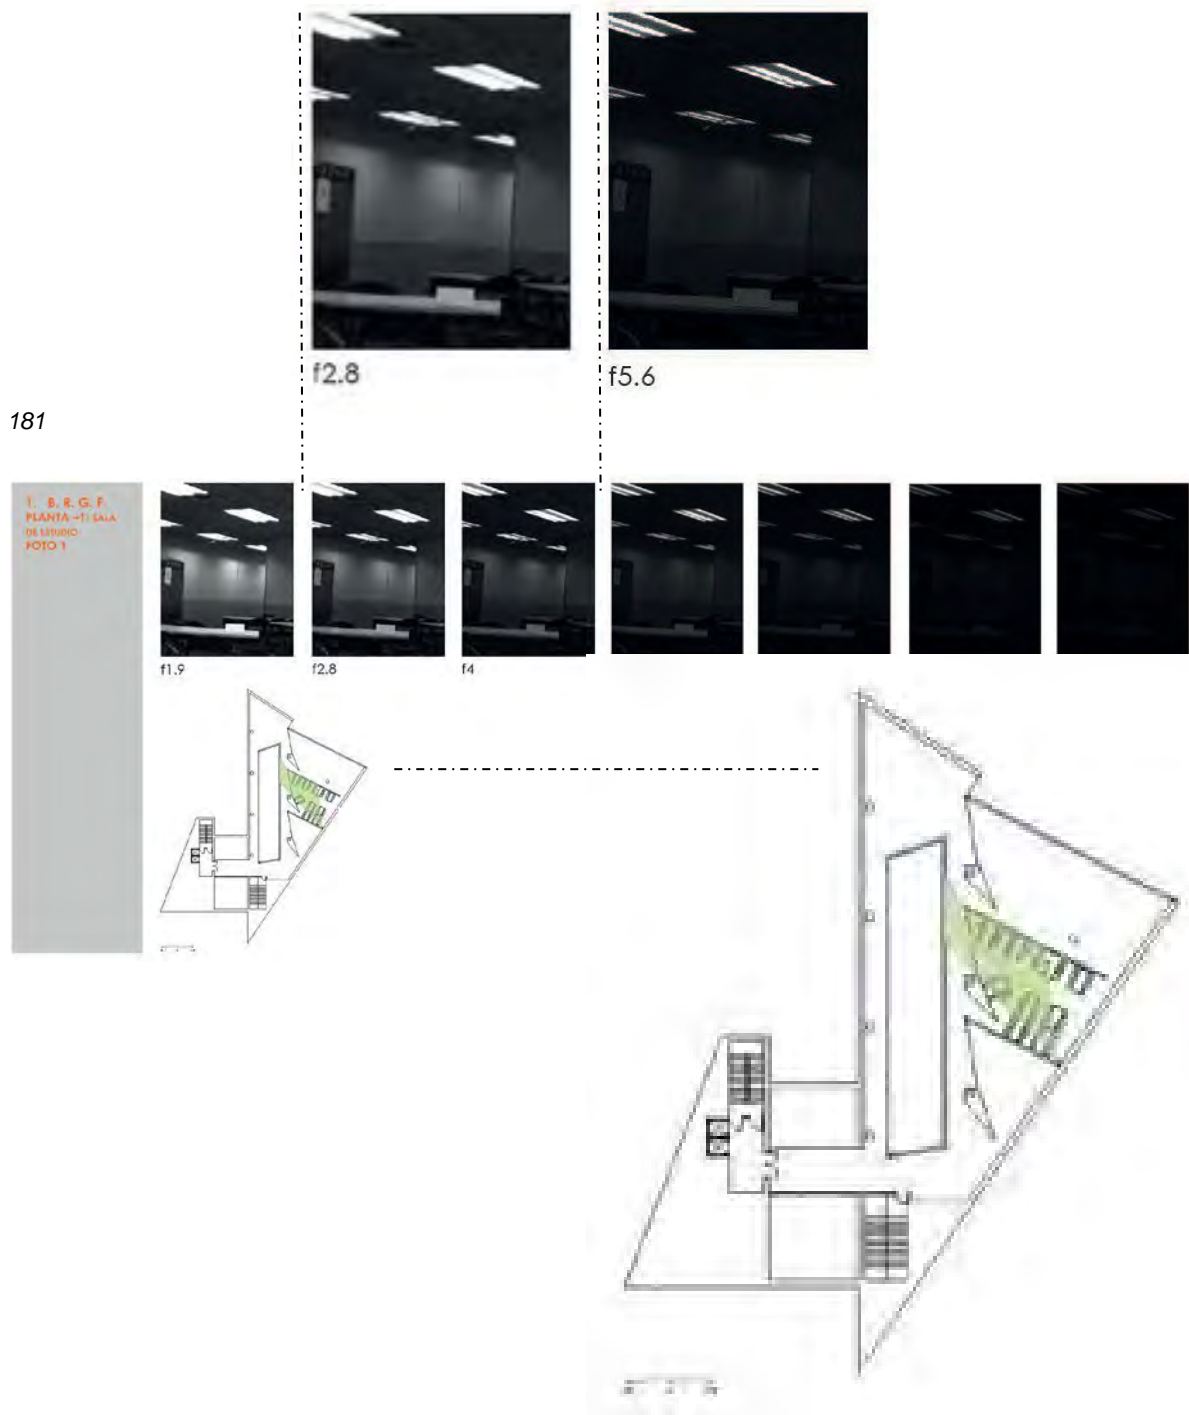 f2.8
f5.6
181
1. B. R. G. F.
PLANTA -1: SALA
DE ESTUDIO
FOTO 1
f1.9
f2.8
f4